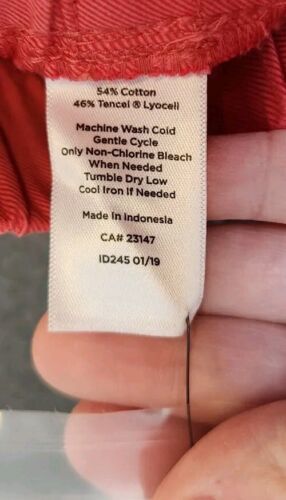 54% Cotton
46% Tencel ® Lyocell
Machine Wash Cold
Gentle Cycle
Only Non-Chlorine Bleach
When Needed
Tumble Dry Low
Cool Iron If Needed
Made in Indonesia
CA# 23147
ID245 01/19